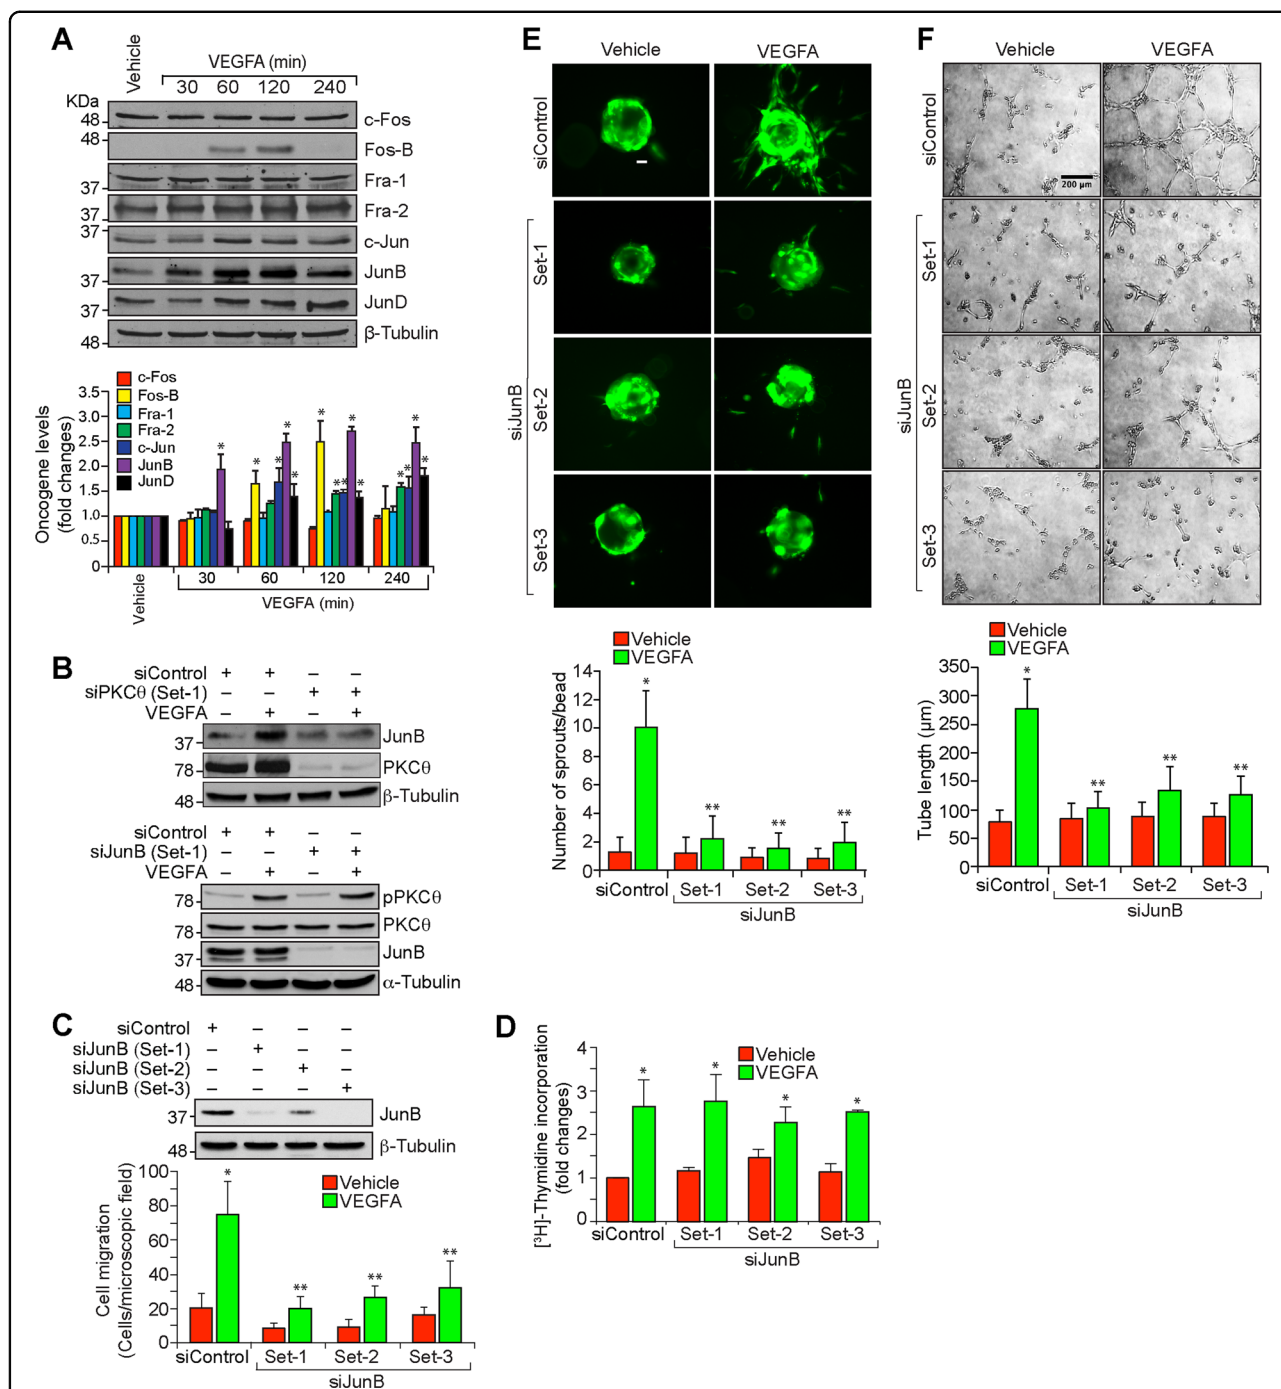 A
Vehicle
VEGFA (min)
30 60 120 240
KDa
48 c-Fos
48 Fos-B
37 Fra-1
37 Fra-2
37 c-Jun
37 JunB
37 JunD
48 β-Tubulin
c-Fos
Fos-B
Fra-1
Fra-2
c-Jun
JunB
JunD
Oncogene levels
(fold changes)
3.5
3.0
2.5
2.0
1.5
1.0
0.5
0
* * * * * * * * * * * * * * *
Vehicle
30 60 120 240
VEGFA (min)
B
siControl + + – –
siPKCθ (Set-1) – – + +
VEGFA – + – +
37 JunB
78 PKCθ
48 β-Tubulin
siControl + + – –
siJunB (Set-1) – – + +
VEGFA – + – +
78 pPKCθ
78 PKCθ
37 JunB
48 α-Tubulin
C
siControl + – – –
siJunB (Set-1) – + – –
siJunB (Set-2) – – + –
siJunB (Set-3) – – – +
37 JunB
48 β-Tubulin
Cell migration
(Cells/microscopic field)
100
80
60
40
20
0
Vehicle
VEGFA
* ** ** **
siControl Set-1 Set-2 Set-3
siJunB
D
[³H]-Thymidine incorporation
(fold changes)
4
3
2
1
0
Vehicle
VEGFA
* * * *
siControl Set-1 Set-2 Set-3
siJunB
E
Vehicle VEGFA
siControl
siJunB
Set-1
Set-2
Set-3
Vehicle
VEGFA
Number of sprouts/bead
14
12
10
8
6
4
2
0
* ** ** **
siControl Set-1 Set-2 Set-3
siJunB
F
Vehicle VEGFA
siControl
200 µm
siJunB
Set-1
Set-2
Set-3
Vehicle
VEGFA
Tube length (µm)
350
300
250
200
150
100
50
0
* ** ** **
siControl Set-1 Set-2 Set-3
siJunB